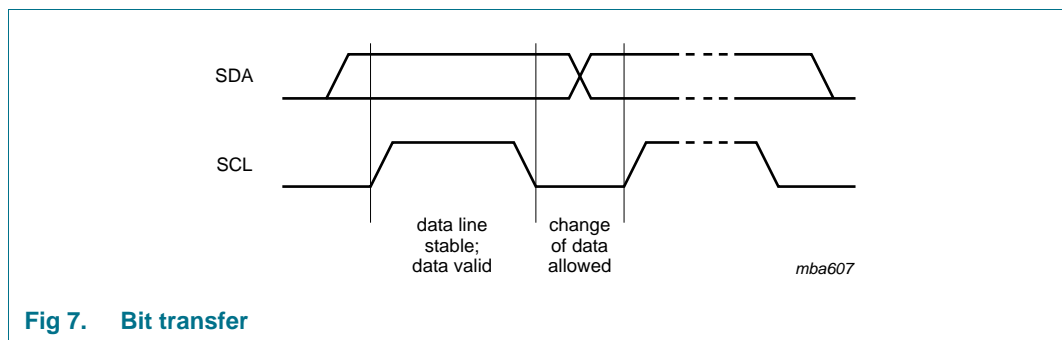 SDA
SCL
data line
stable;
data valid
change
of data
allowed
mba607
Fig 7. Bit transfer